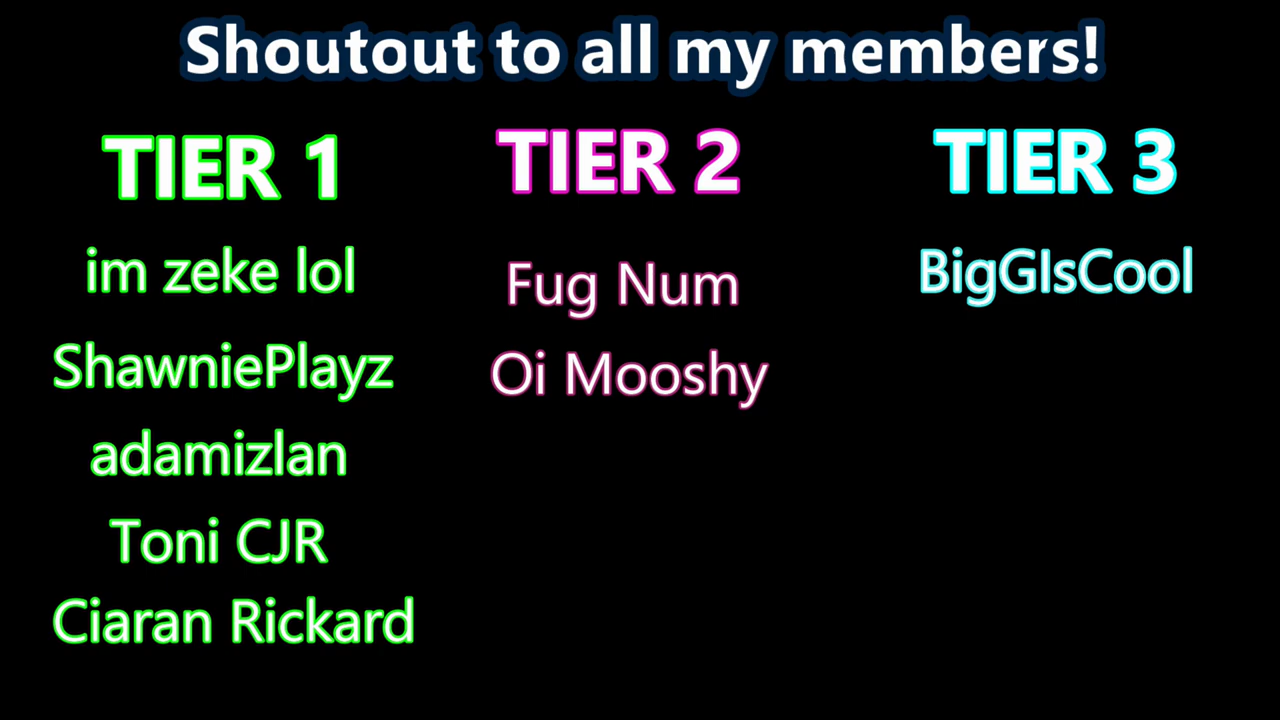 Shoutout to all my members!
TIER 1
im zeke lol
ShawniePlayz
adamizlan
Toni CJR
Ciaran Rickard
TIER 2
Fug Num
Oi Mooshy
TIER 3
BigGIsCool